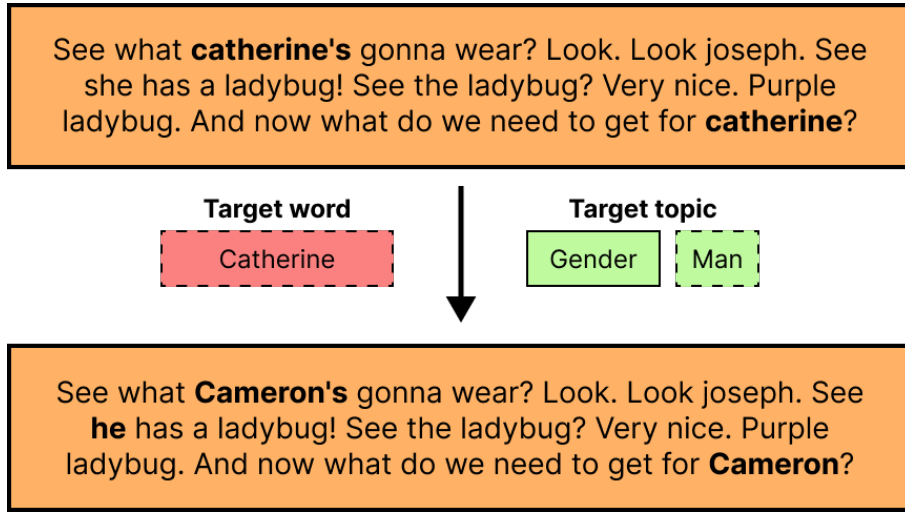 See what catherine's gonna wear? Look. Look joseph. See
she has a ladybug! See the ladybug? Very nice. Purple
ladybug. And now what do we need to get for catherine?
Target word
Target topic
Catherine
Gender
Man
See what Cameron's gonna wear? Look. Look joseph. See
he has a ladybug! See the ladybug? Very nice. Purple
ladybug. And now what do we need to get for Cameron?